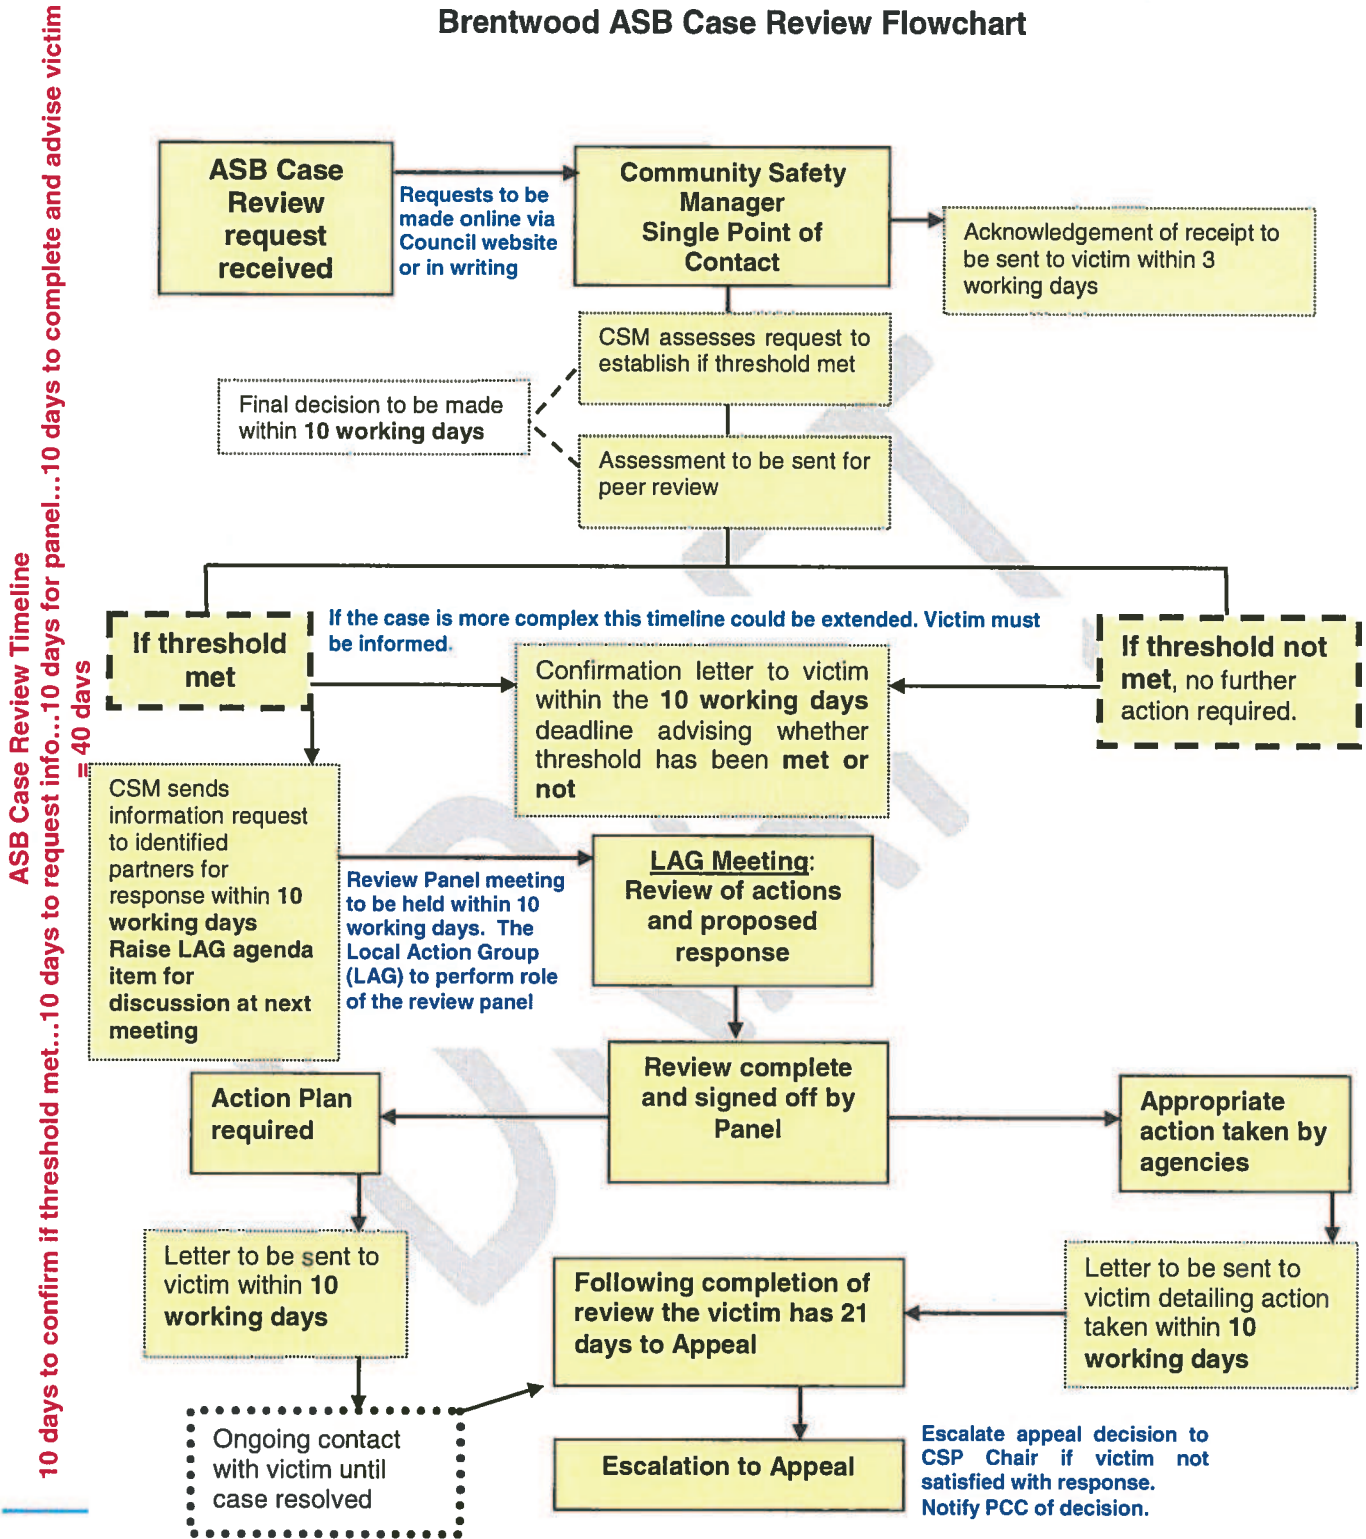 Brentwood ASB Case Review Flowchart
ASB Case Review Timeline
10 days to confirm if threshold met...10 days to request info...10 days for panel...10 days to complete and advise victim
=40 days
ASB Case
Review
request
received
Requests to be
made online via
Council website
or in writing
Community Safety
Manager
Single Point of
Contact
Acknowledgement of receipt to
be sent to victim within 3
working days
CSM assesses request to
establish if threshold met
Final decision to be made
within 10 working days
Assessment to be sent for
peer review
If threshold
met
If the case is more complex this timeline could be extended. Victim must
be informed.
If threshold not
met, no further
action required.
Confirmation letter to victim
within the 10 working days
deadline advising whether
threshold has been met or
not
CSM sends
information request
to identified
partners for
response within 10
working days
Raise LAG agenda
item for
discussion at next
meeting
Review Panel meeting
to be held within 10
working days. The
Local Action Group
(LAG) to perform role
of the review panel
LAG Meeting:
Review of actions
and proposed
response
Review complete
and signed off by
Panel
Action Plan
required
Appropriate
action taken by
agencies
Letter to be sent to
victim within 10
working days
Following completion of
review the victim has 21
days to Appeal
Letter to be sent to
victim detailing action
taken within 10
working days
Ongoing contact
with victim until
case resolved
Escalation to Appeal
Escalate appeal decision to
CSP Chair if victim not
satisfied with response.
Notify PCC of decision.
DRAFT